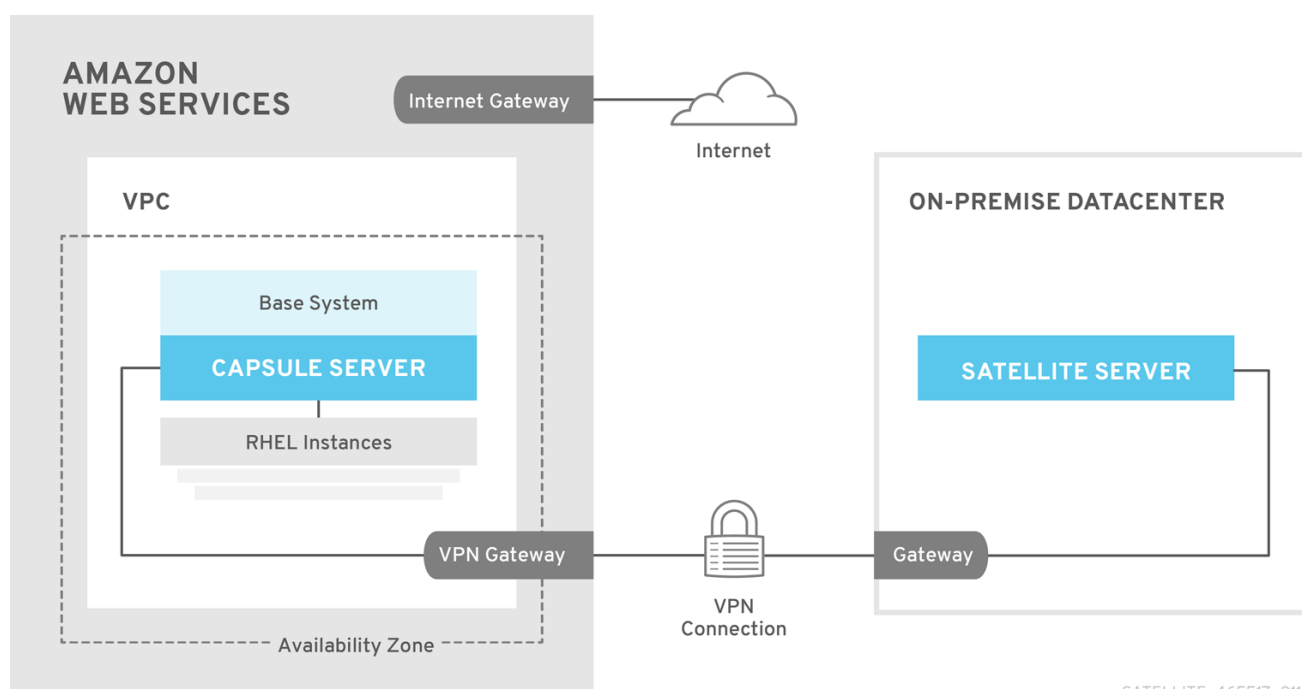 AMAZON
WEB SERVICES
Internet Gateway
Internet
VPC
ON-PREMISE DATACENTER
Base System
CAPSULE SERVER
SATELLITE SERVER
RHEL Instances
VPN Gateway
Gateway
VPN
Connection
Availability Zone